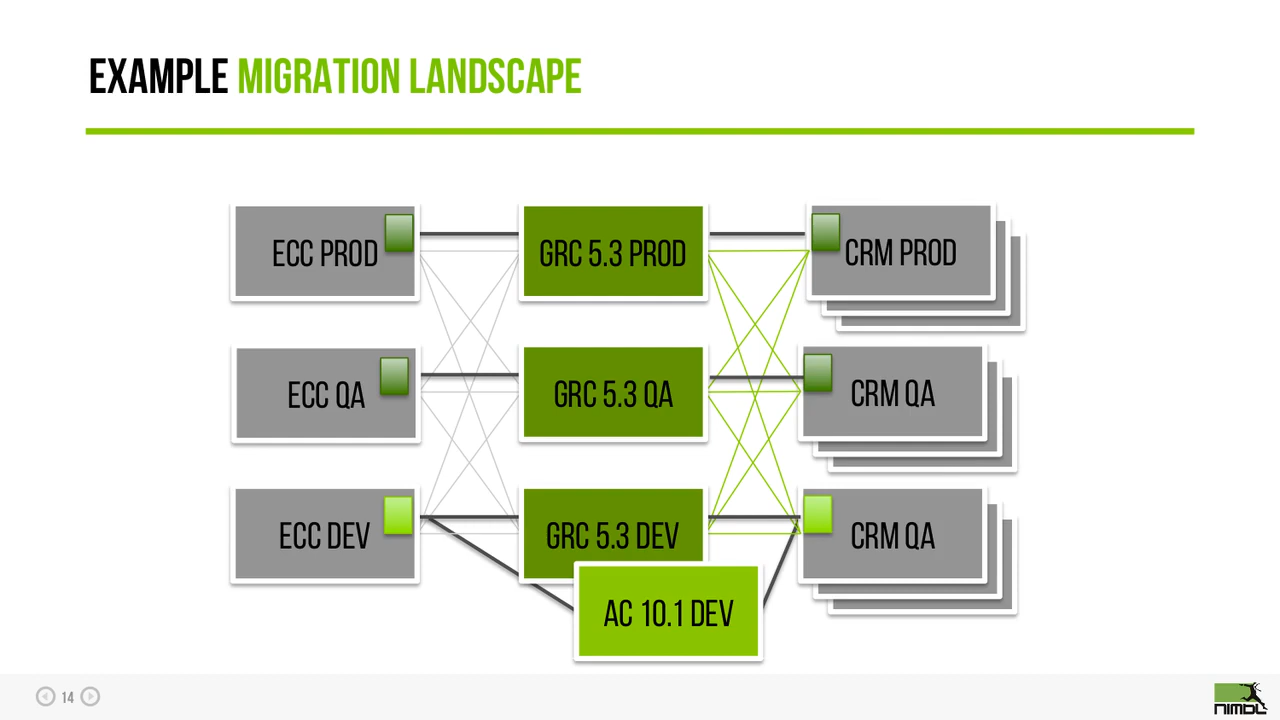 EXAMPLE MIGRATION LANDSCAPE
ECC PROD
GRC 5.3 PROD
CRM PROD
ECC QA
GRC 5.3 QA
CRM QA
ECC DEV
GRC 5.3 DEV
CRM QA
AC 10.1 DEV
14
NIMBL